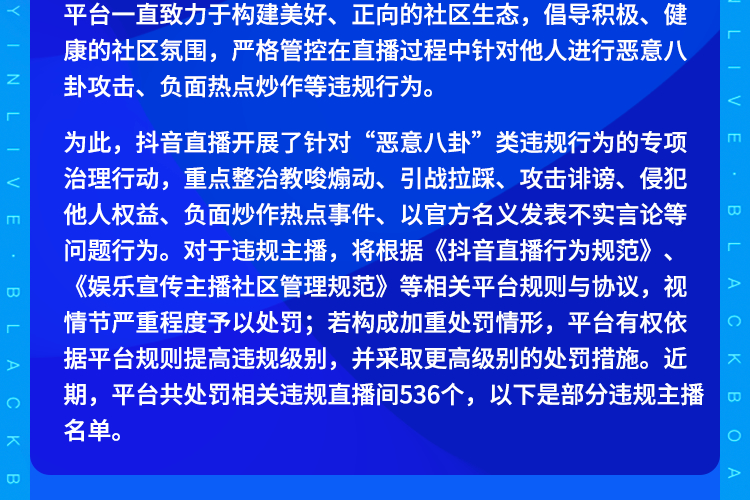 平台一直致力于构建美好、正向的社区生态，倡导积极、健
康的社区氛围，严格管控在直播过程中针对他人进行恶意八
卦攻击、负面热点炒作等违规行为。
为此，抖音直播开展了针对“恶意八卦”类违规行为的专项
治理行动，重点整治教唆煽动、引战拉踩、攻击诽谤、侵犯
他人权益、负面炒作热点事件、以官方名义发表不实言论等
问题行为。对于违规主播，将根据《抖音直播行为规范》、
《娱乐宣传主播社区管理规范》等相关平台规则与协议，视
情节严重程度予以处罚；若构成加重处罚情形，平台有权依
据平台规则提高违规级别，并采取更高级别的处罚措施。近
期，平台共处罚相关违规直播间536个，以下是部分违规主播
名单。
YIN LIVE · BLACK B
N LIVE · BLACK BOA